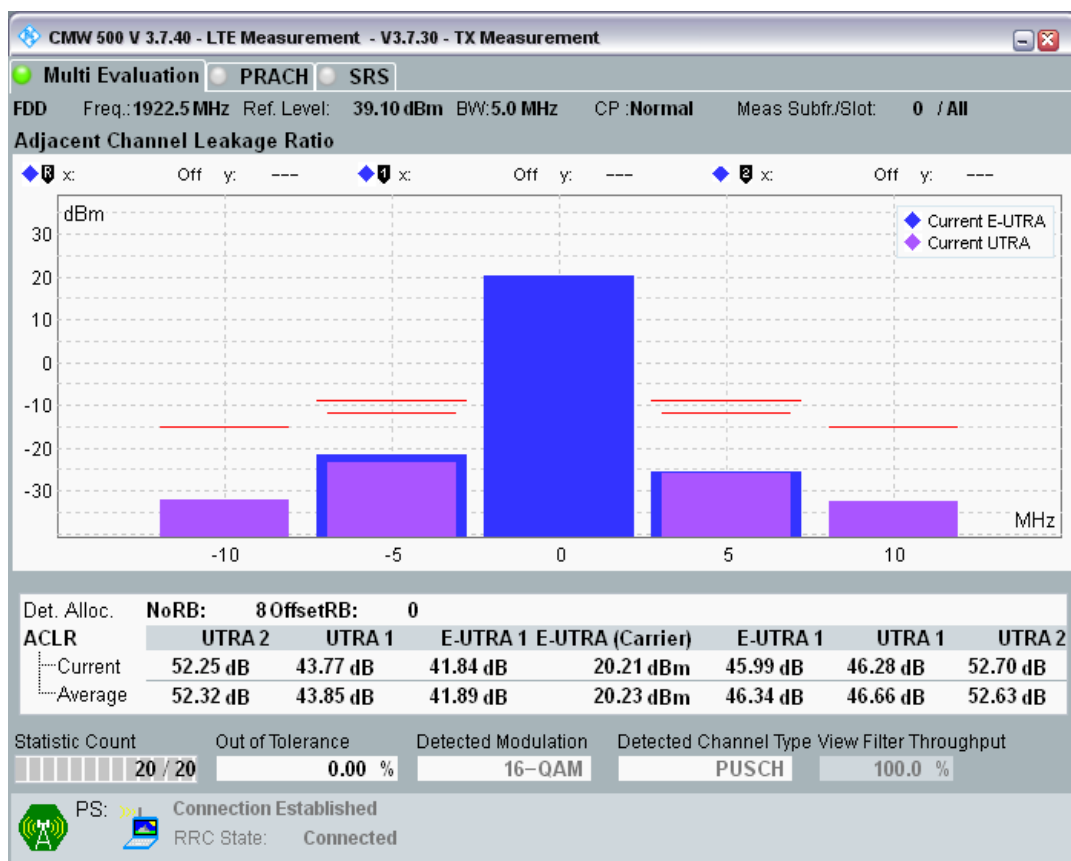 CMW 500 V 3.7.40 - LTE Measurement - V3.7.30 - TX Measurement
Multi Evaluation PRACH SRS
FDD Freq.: 1922.5 MHz Ref. Level: 39.10 dBm BW: 5.0 MHz CP : Normal Meas Subfr./Slot: 0 / All
Adjacent Channel Leakage Ratio
R x: Off y: --- 1 x: Off y: --- 2 x: Off y: ---
dBm
Current E-UTRA
Current UTRA
30
20
10
0
-10
-20
-30
MHz
-10 -5 0 5 10
Det. Alloc. NoRB: 8 OffsetRB: 0
ACLR UTRA 2 UTRA 1 E-UTRA 1 E-UTRA (Carrier) E-UTRA 1 UTRA 1 UTRA 2
Current 52.25 dB 43.77 dB 41.84 dB 20.21 dBm 45.99 dB 46.28 dB 52.70 dB
Average 52.32 dB 43.85 dB 41.89 dB 20.23 dBm 46.34 dB 46.66 dB 52.63 dB
Statistic Count Out of Tolerance Detected Modulation Detected Channel Type View Filter Throughput
20 / 20 0.00 % 16-QAM PUSCH 100.0 %
PS: Connection Established
RRC State: Connected